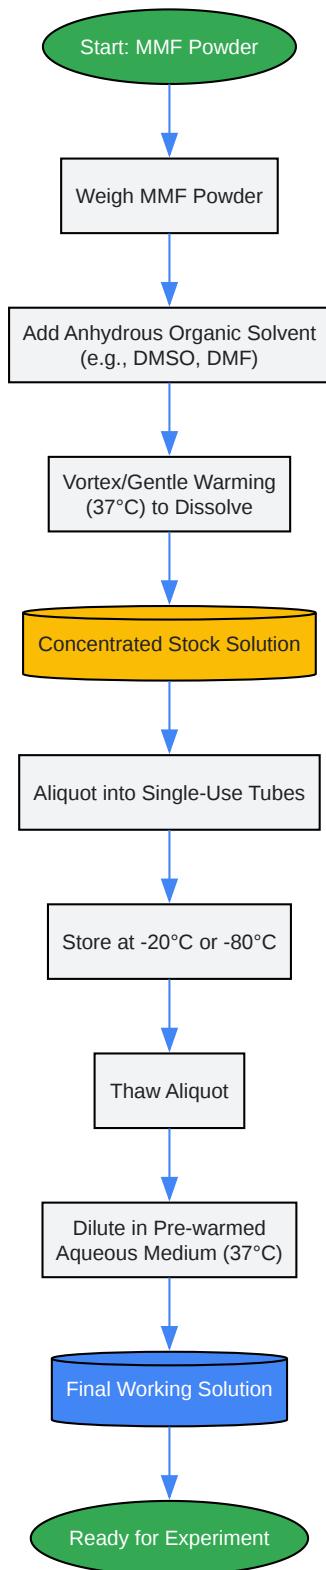 Start: MMF Powder
Weigh MMF Powder
Add Anhydrous Organic Solvent
(e.g., DMSO, DMF)
Vortex/Gentle Warming
(37°C) to Dissolve
Concentrated Stock Solution
Aliquot into Single-Use Tubes
Store at -20°C or -80°C
Thaw Aliquot
Dilute in Pre-warmed
Aqueous Medium (37°C)
Final Working Solution
Ready for Experiment